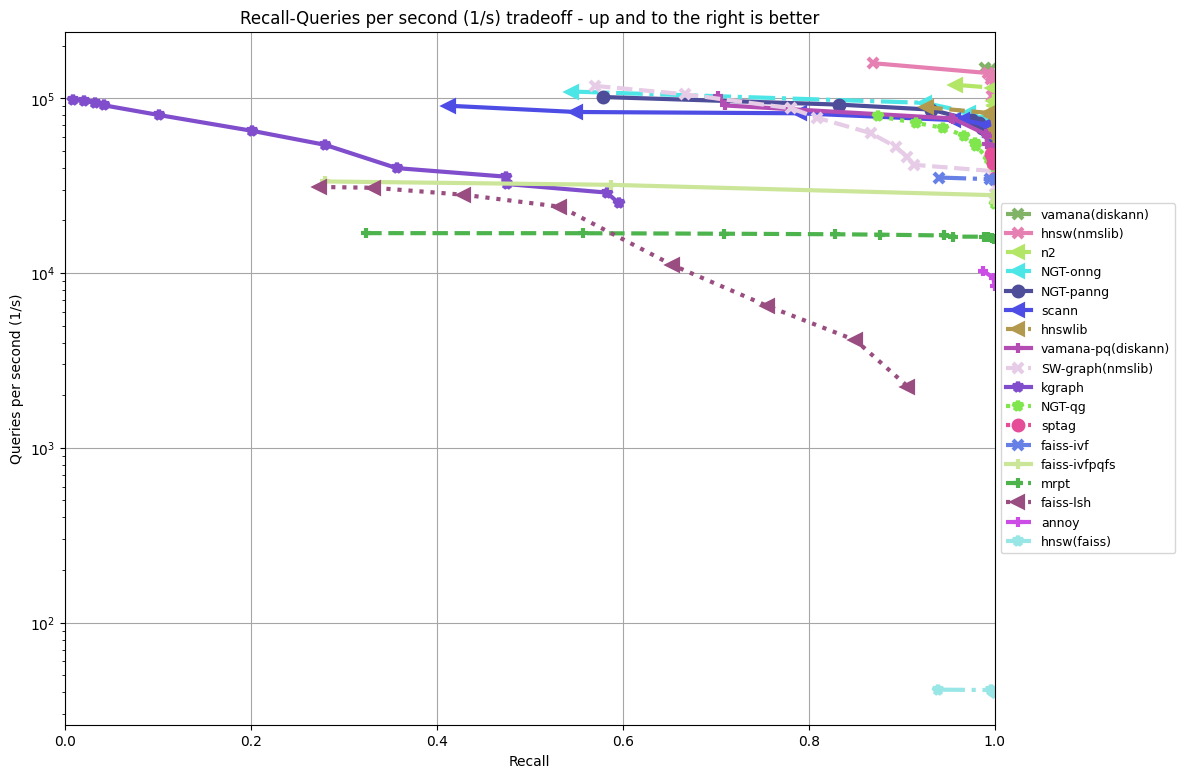 Recall-Queries per second (1/s) tradeoff - up and to the right is better
Queries per second (1/s)
10^5
10^4
10^3
10^2
0.0 0.2 0.4 0.6 0.8 1.0
Recall
vamana(diskann)
hnsw(nmslib)
n2
NGT-onng
NGT-panng
scann
hnswlib
vamana-pq(diskann)
SW-graph(nmslib)
kgraph
NGT-qg
sptag
faiss-ivf
faiss-ivfpqfs
mrpt
faiss-lsh
annoy
hnsw(faiss)